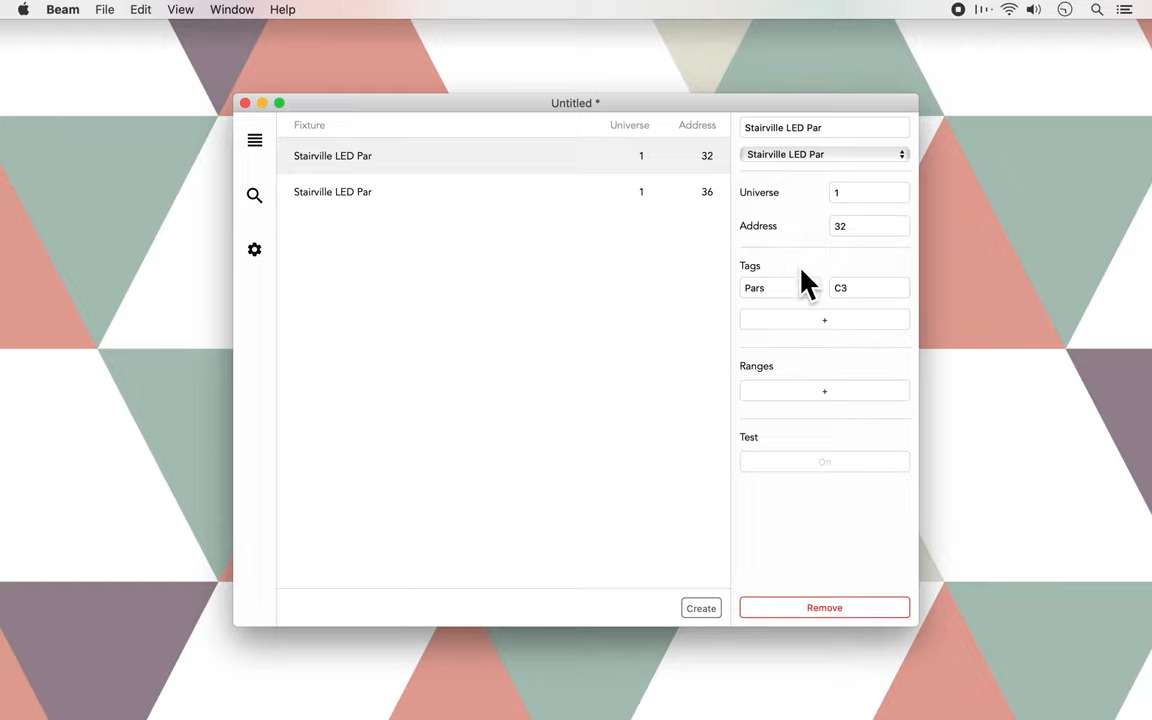 Beam File Edit View Window Help
Untitled *
Fixture Universe Address
Stairville LED Par 1 32
Stairville LED Par 1 36
Create
Stairville LED Par
Stairville LED Par
Universe 1
Address 32
Tags
Pars C3
+
Ranges
+
Test
On
Remove